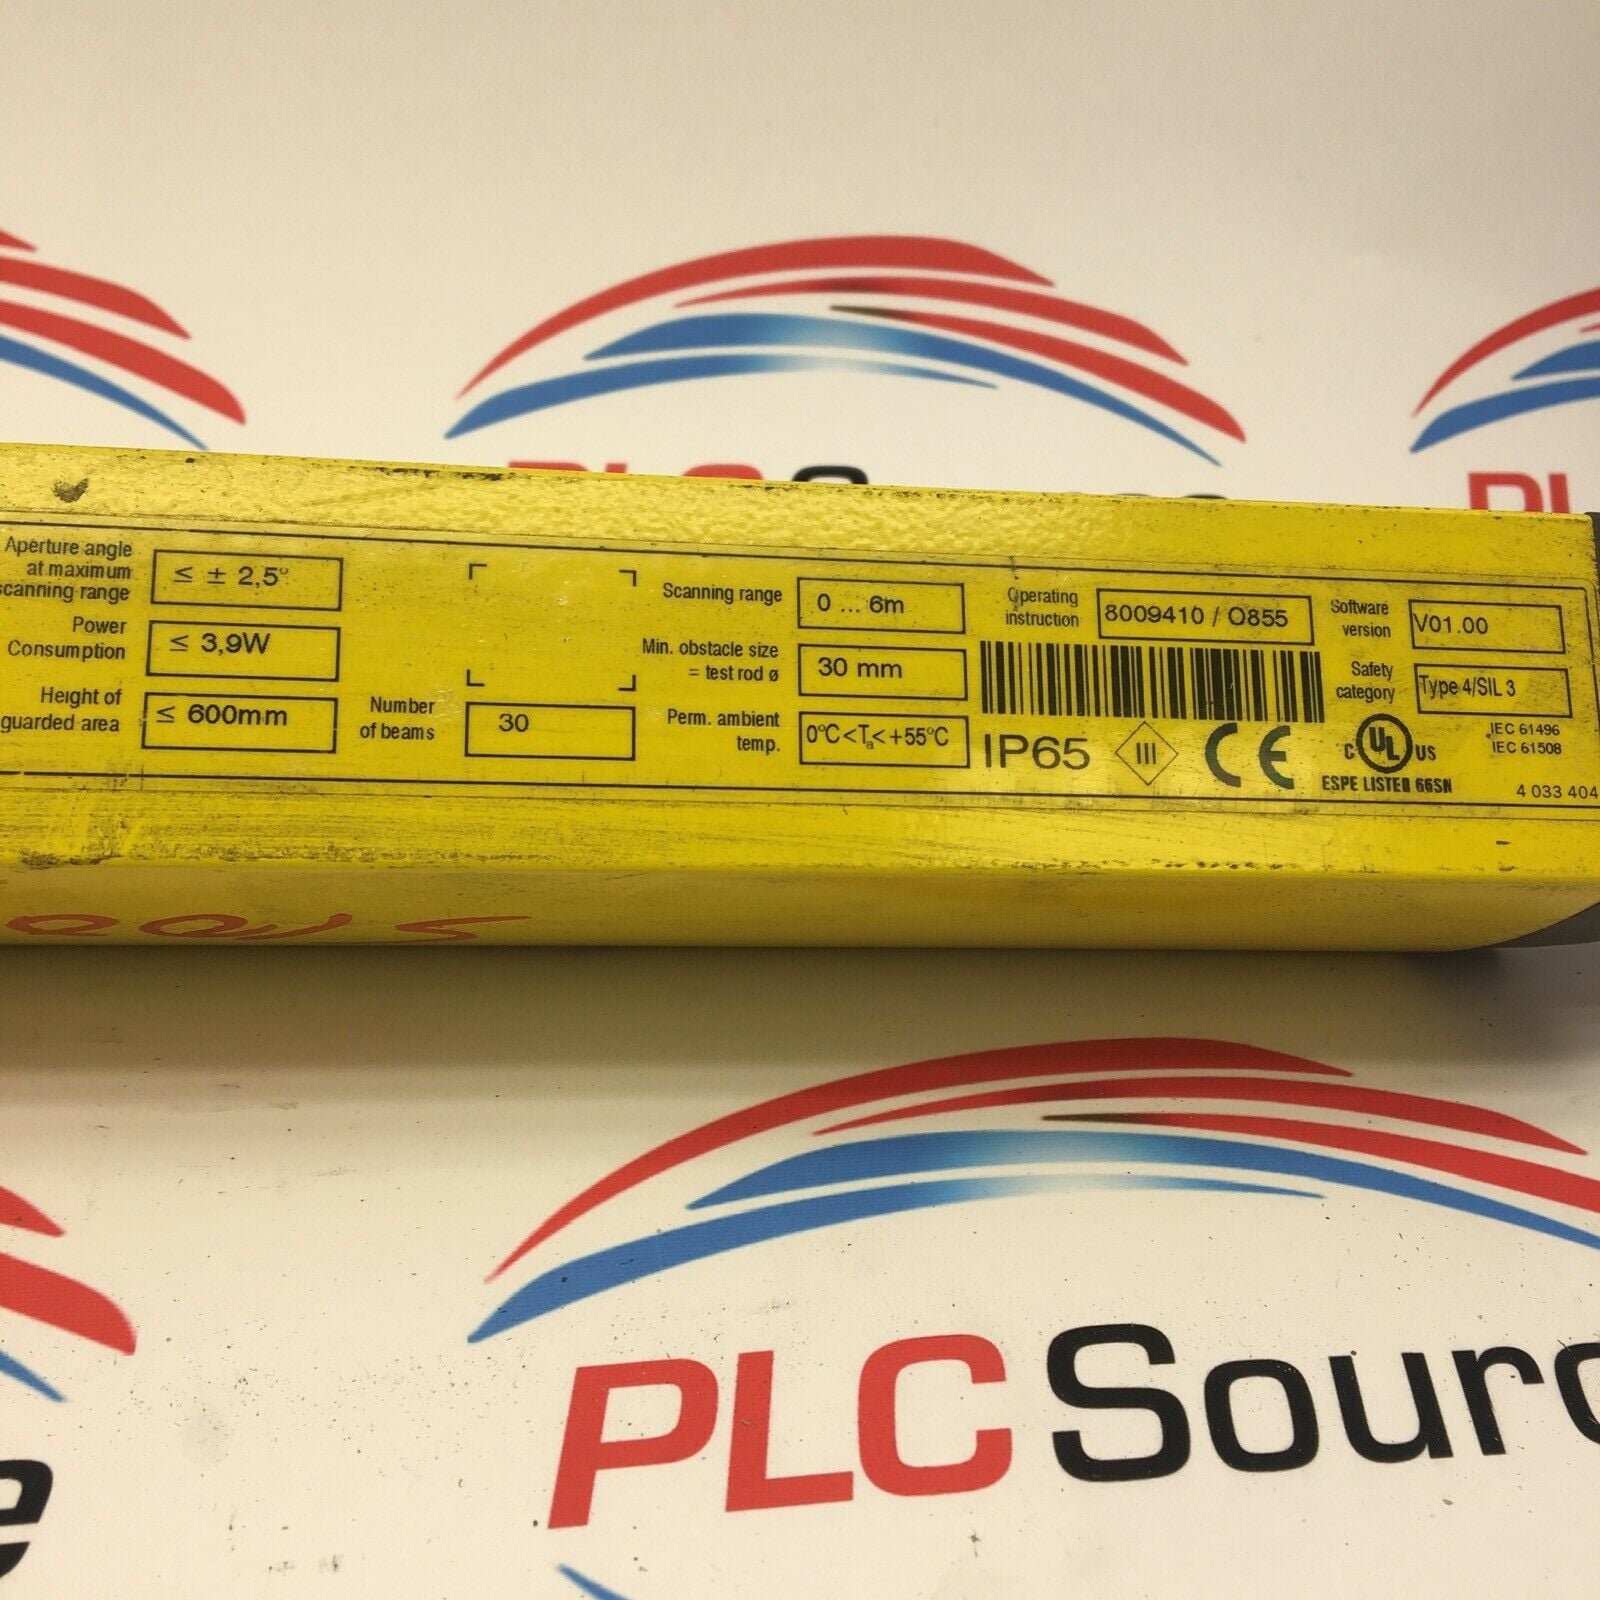 PLC
PL
Aperture angle
at maximum
scanning range
≤ ± 2,5°
Power
Consumption
≤ 3,9W
Height of
guarded area
≤ 600mm
Number
of beams
30
Scanning range
0 ... 6m
Min. obstacle size
= test rod ø
30 mm
Perm. ambient
temp.
0°C<Ta<+55°C
Operating
instruction
8009410 / O855
IP65
III
CE
Software
version
V01.00
Safety
category
Type 4/SIL 3
C UL US
ESPE LISTED 66SN
IEC 61496
IEC 61508
4 033 404
PLC Sourc
e